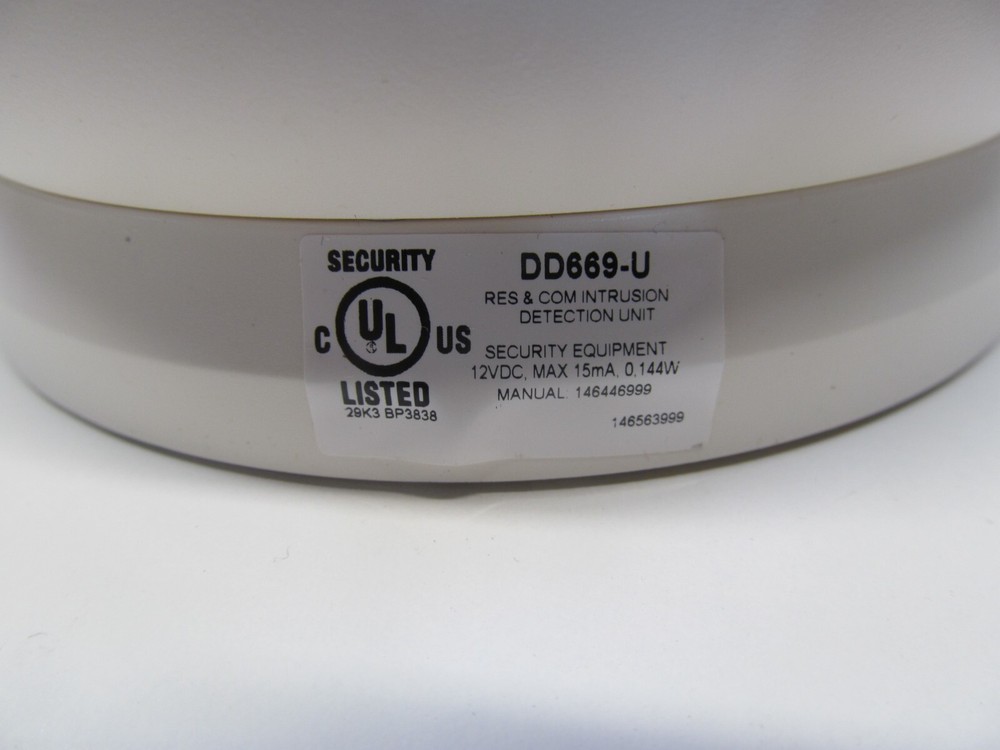 SECURITY
C UL US
LISTED
29K3 BP3838
DD669-U
RES & COM INTRUSION
DETECTION UNIT
SECURITY EQUIPMENT
12VDC, MAX 15mA, 0,144W
MANUAL: 146446999
146563999